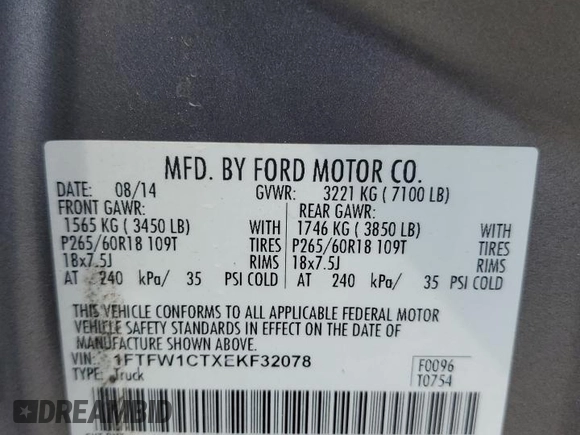 MFD. BY FORD MOTOR CO.
DATE: 08/14 GVWR: 3221 KG ( 7100 LB)
FRONT GAWR: REAR GAWR:
1565 KG ( 3450 LB) WITH 1746 KG ( 3850 LB) WITH
P265/60R18 109T TIRES P265/60R18 109T TIRES
18x7.5J RIMS 18x7.5J RIMS
AT 240 kPa/ 35 PSI COLD AT 240 kPa/ 35 PSI COLD
THIS VEHICLE CONFORMS TO ALL APPLICABLE FEDERAL MOTOR
VEHICLE SAFETY STANDARDS IN EFFECT ON THE DATE OF
MANUFACTURE SHOWN ABOVE.
VIN: 1FTFW1CTXEKF32078 F0096
TYPE: Truck T0754
DREAMBID